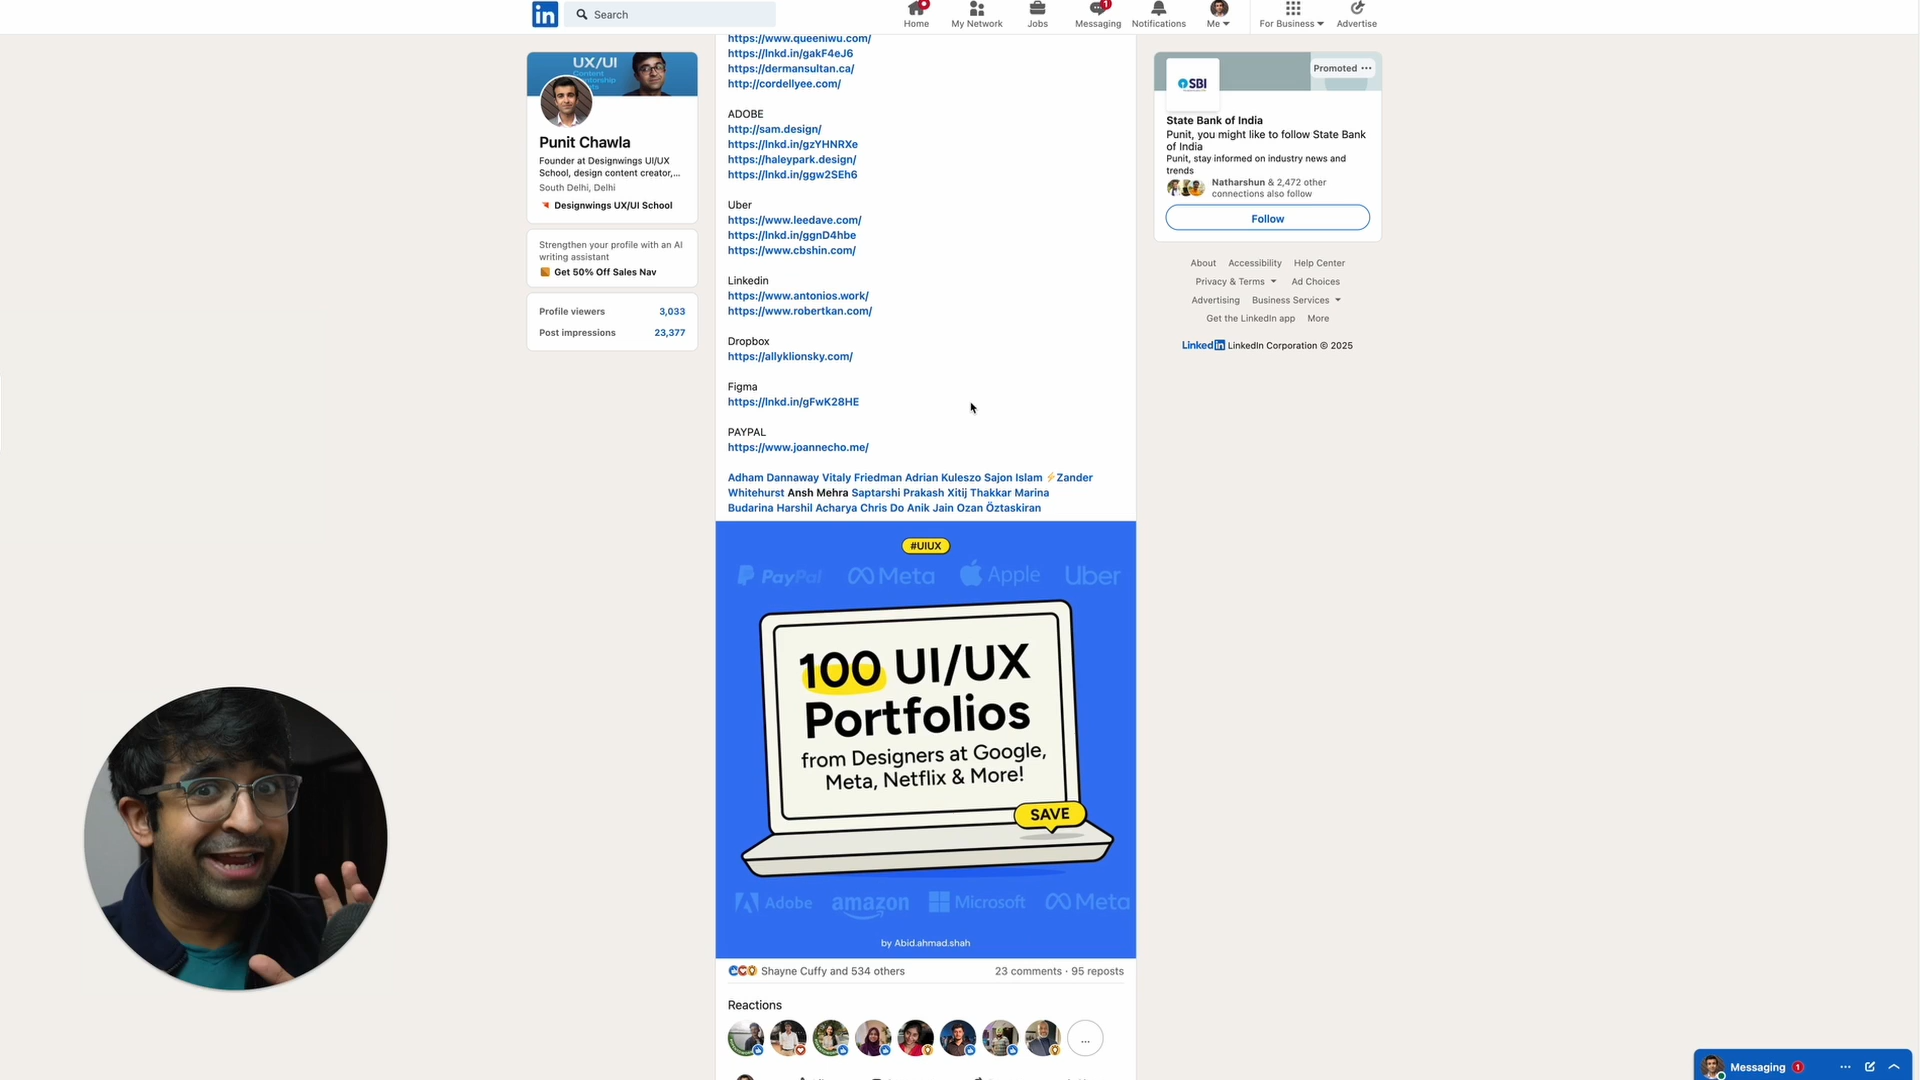 Search
Home
My Network
Jobs
1
Messaging
Notifications
Me
For Business
Advertise
UX/UI
Content
Punit Chawla
Founder at Designwings UI/UX
School, design content creator,...
South Delhi, Delhi
Designwings UX/UI School
Strengthen your profile with an AI
writing assistant
Get 50% Off Sales Nav
Profile viewers 3,033
Post impressions 23,377
https://www.queeniwu.com/
https://lnkd.in/gakF4eJ6
https://dermansultan.ca/
http://cordellyee.com/
ADOBE
http://sam.design/
https://lnkd.in/gzYHNRXe
https://haleypark.design/
https://lnkd.in/ggw2SEh6
Uber
https://www.leedave.com/
https://lnkd.in/ggnD4hbe
https://www.cbshin.com/
Linkedin
https://www.antonios.work/
https://www.robertkan.com/
Dropbox
https://allyklionsky.com/
Figma
https://lnkd.in/gFwK28HE
PAYPAL
https://www.joannecho.me/
Adham Dannaway Vitaly Friedman Adrian Kuleszo Sajon Islam ⚡Zander
Whitehurst Ansh Mehra Saptarshi Prakash Xitij Thakkar Marina
Budarina Harshil Acharya Chris Do Anik Jain Ozan Öztaskiran
#UIUX
PayPal Meta Apple Uber
100 UI/UX
Portfolios
from Designers at Google,
Meta, Netflix & More!
SAVE
Adobe amazon Microsoft Meta
by Abid.ahmad.shah
Shayne Cuffy and 534 others 23 comments · 95 reposts
Reactions
...
Promoted ···
SBI
State Bank of India
Punit, you might like to follow State Bank
of India
Punit, stay informed on industry news and
trends
Natharshun & 2,472 other
connections also follow
Follow
About Accessibility Help Center
Privacy & Terms Ad Choices
Advertising Business Services
Get the LinkedIn app More
LinkedIn LinkedIn Corporation © 2025
Messaging 1